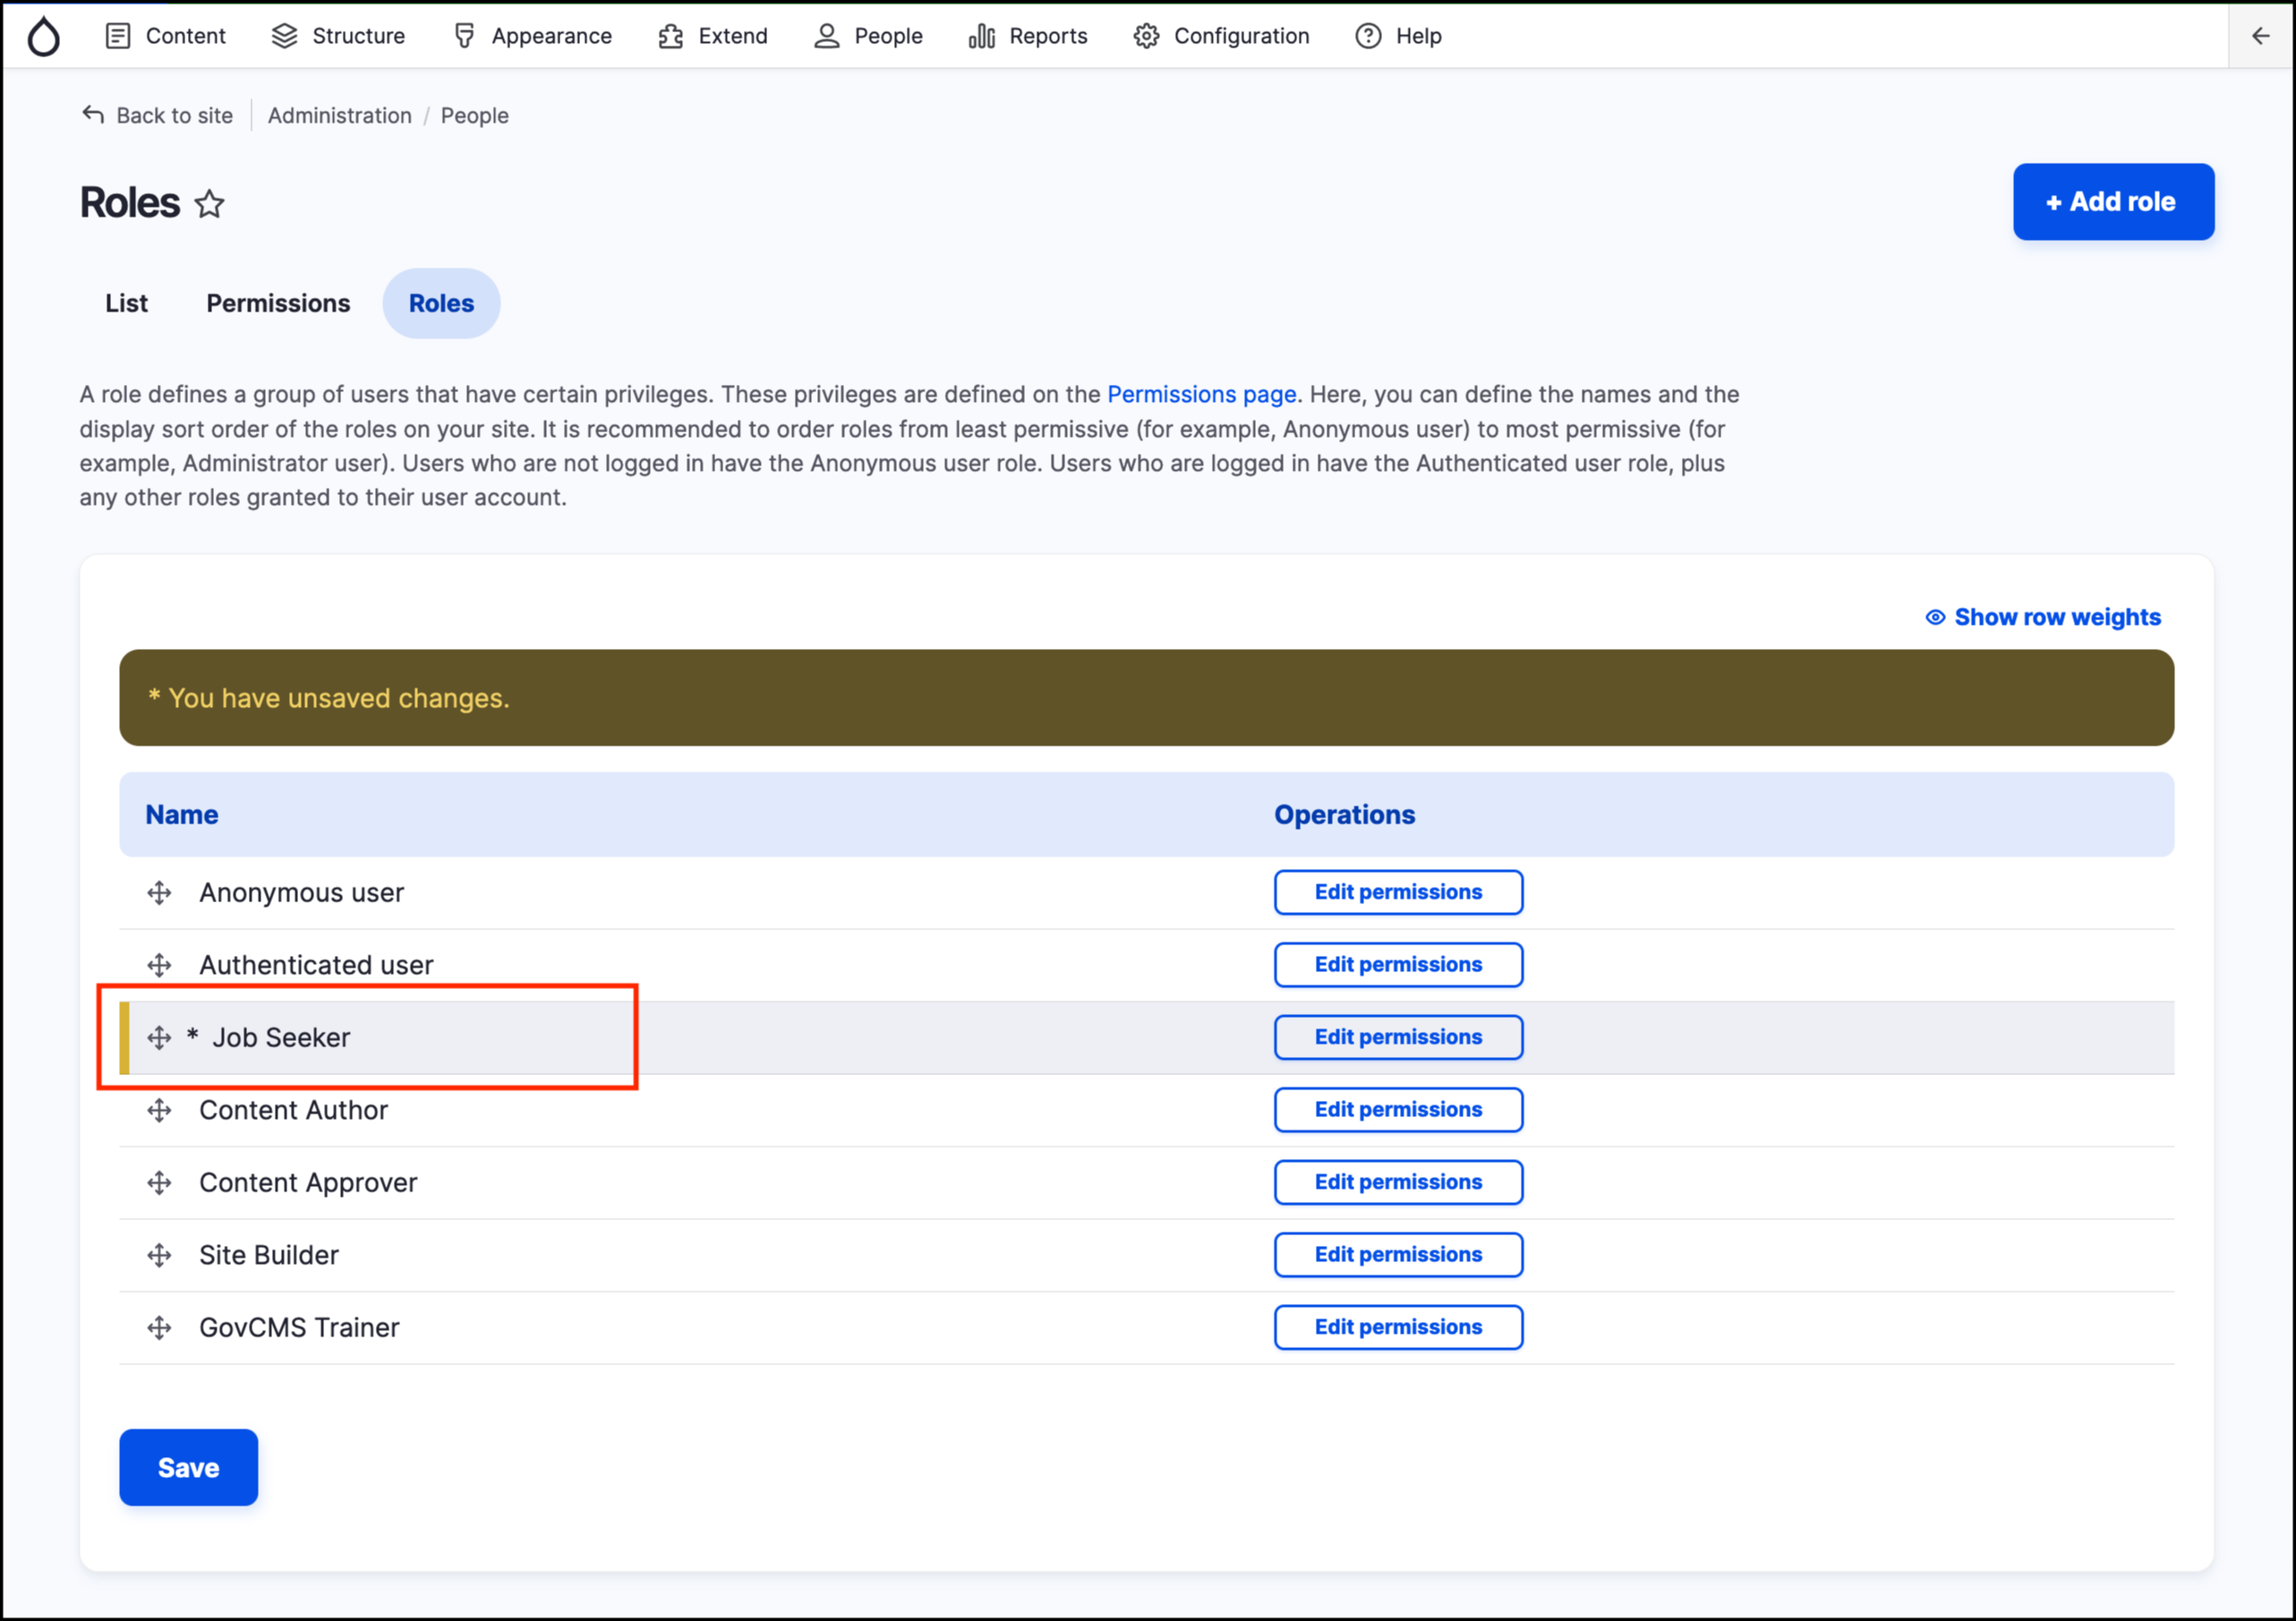 Content Structure Appearance Extend People Reports Configuration Help
Back to site Administration / People
Roles
+ Add role
List Permissions Roles
A role defines a group of users that have certain privileges. These privileges are defined on the Permissions page. Here, you can define the names and the
display sort order of the roles on your site. It is recommended to order roles from least permissive (for example, Anonymous user) to most permissive (for
example, Administrator user). Users who are not logged in have the Anonymous user role. Users who are logged in have the Authenticated user role, plus
any other roles granted to their user account.
Show row weights
* You have unsaved changes.
Name Operations
Anonymous user Edit permissions
Authenticated user Edit permissions
* Job Seeker Edit permissions
Content Author Edit permissions
Content Approver Edit permissions
Site Builder Edit permissions
GovCMS Trainer Edit permissions
Save